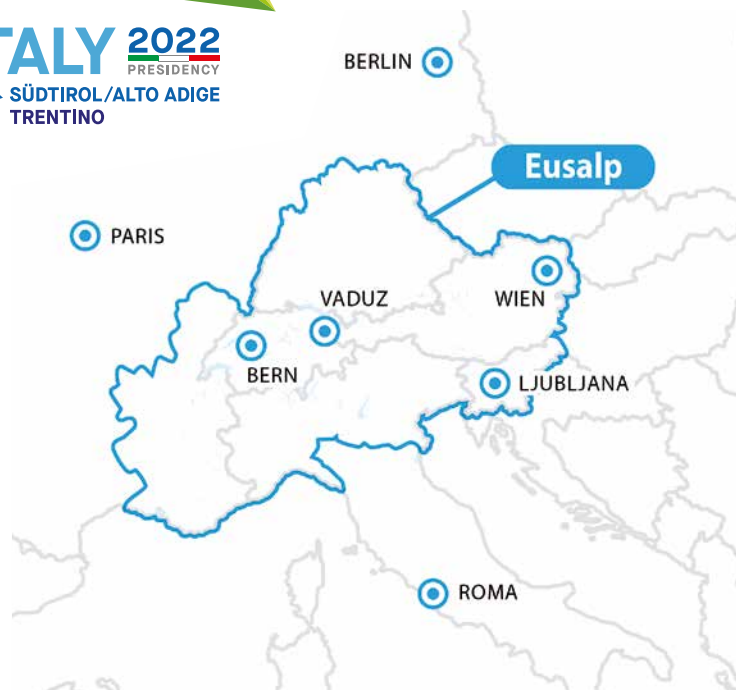 TALY 2022
PRESIDENCY
SÜDTIROL/ALTO ADIGE
TRENTINO
BERLIN
Eusalp
PARIS
VADUZ
WIEN
BERN
LJUBLJANA
ROMA